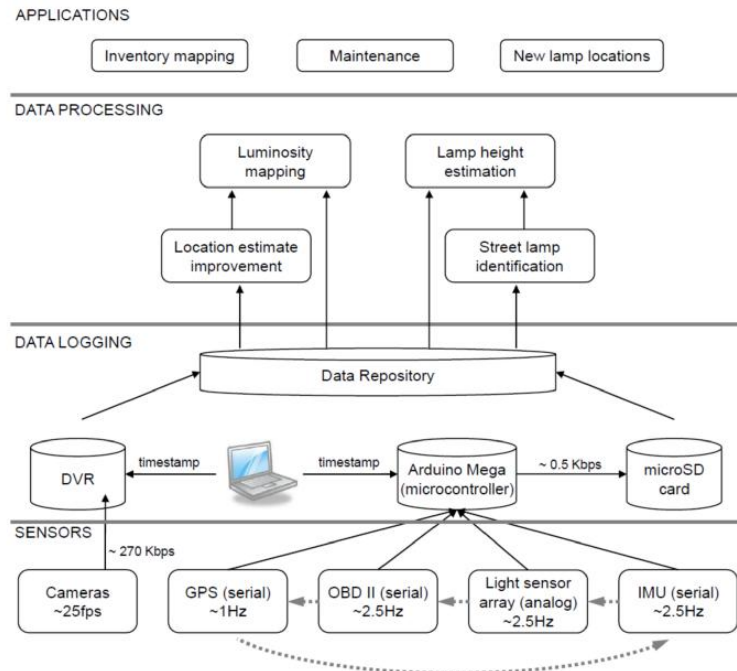 APPLICATIONS
Inventory mapping
Maintenance
New lamp locations
DATA PROCESSING
Luminosity
mapping
Lamp height
estimation
Location estimate
improvement
Street lamp
identification
DATA LOGGING
Data Repository
DVR
timestamp
timestamp
Arduino Mega
(microcontroller)
~ 0.5 Kbps
microSD
card
SENSORS
~ 270 Kbps
Cameras
~25fps
GPS (serial)
~1Hz
OBD II (serial)
~2.5Hz
Light sensor
array (analog)
~2.5Hz
IMU (serial)
~2.5Hz